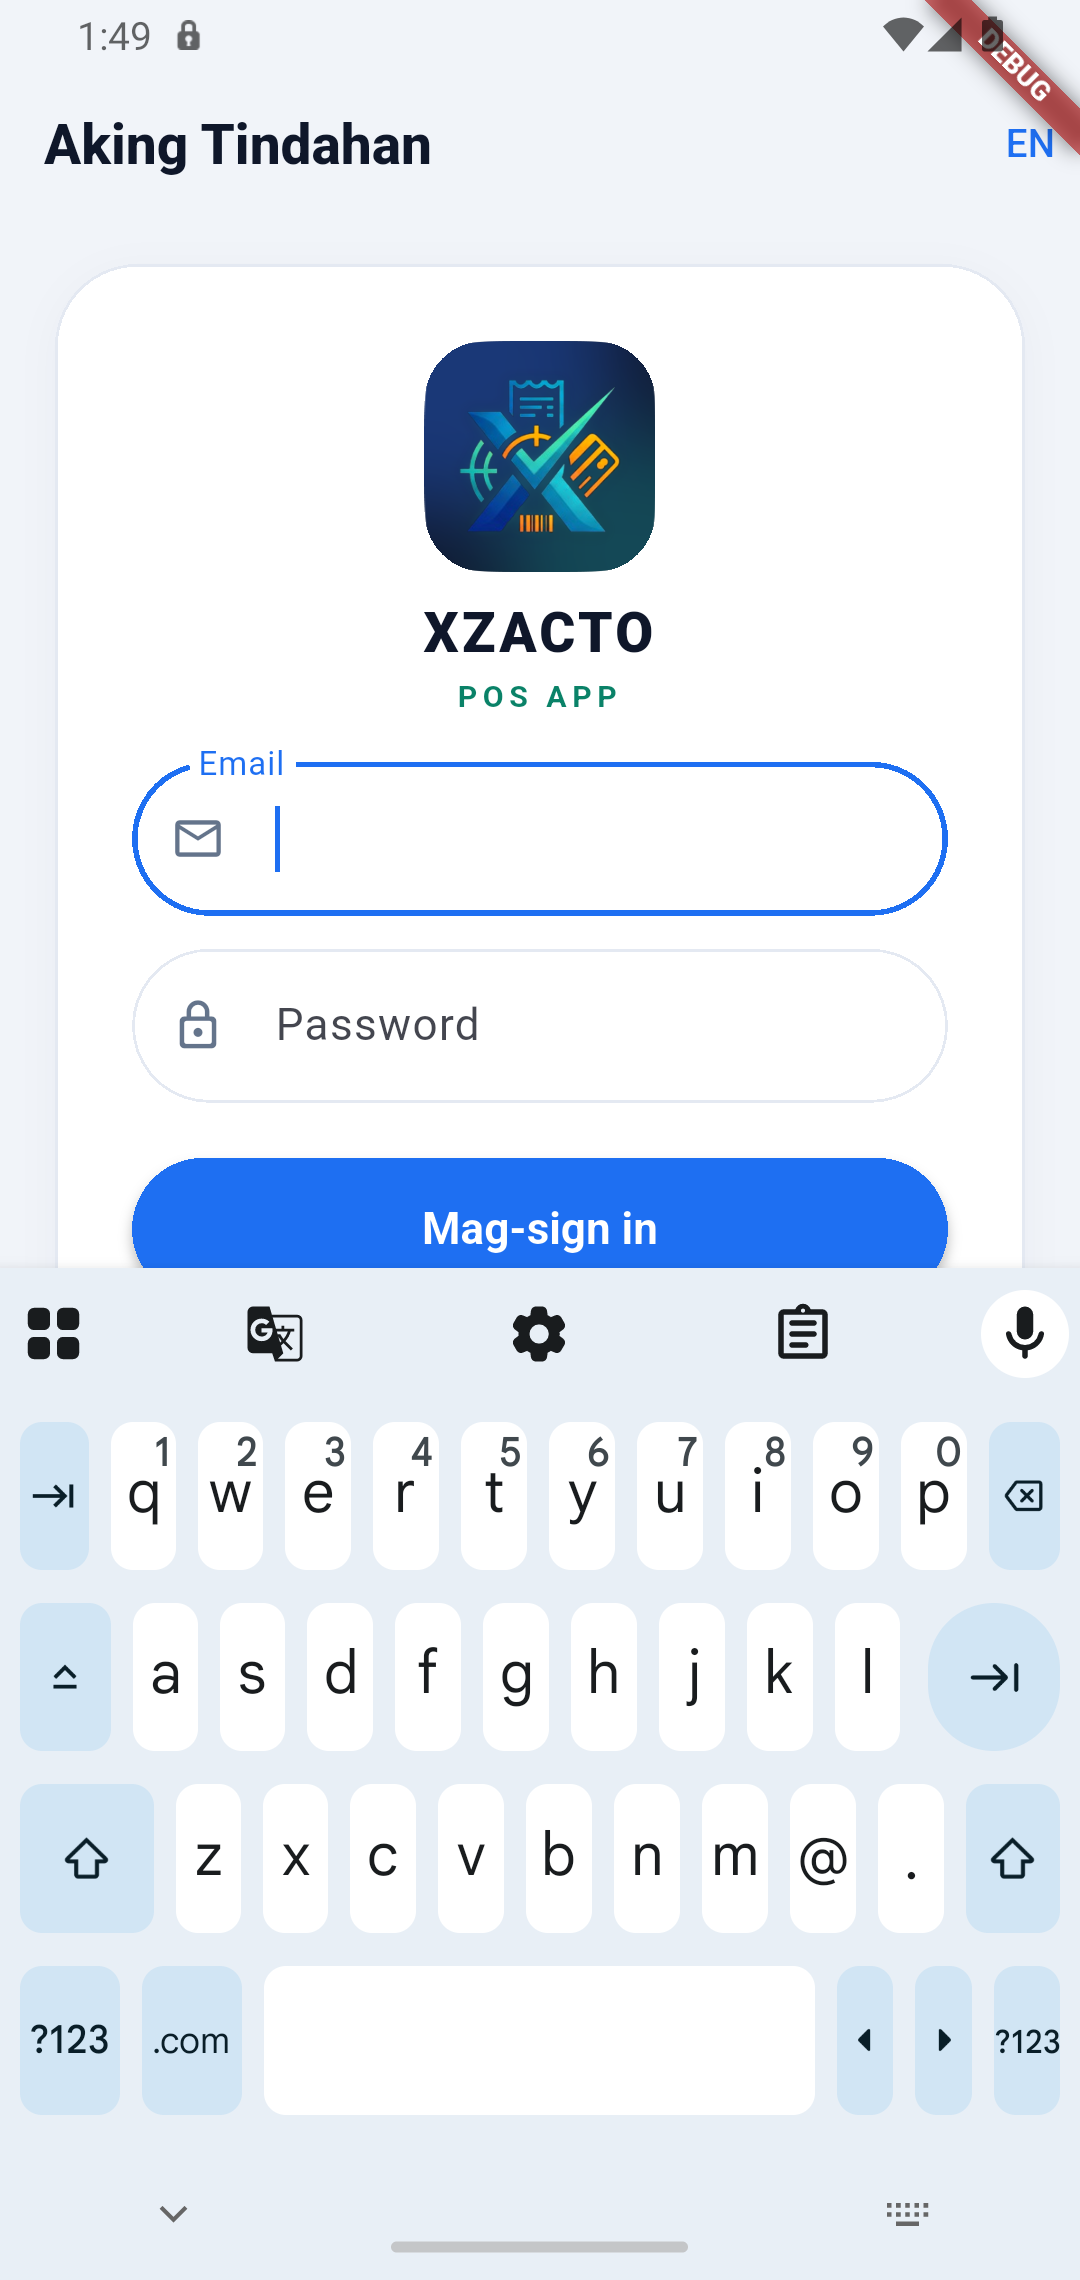 1:49
DEBUG
Aking Tindahan
EN
XZACTO
POS APP
Email
Password
Mag-sign in
1 2 3 4 5 6 7 8 9 0
q w e r t y u i o p
a s d f g h j k l
z x c v b n m @ .
?123 .com ?123